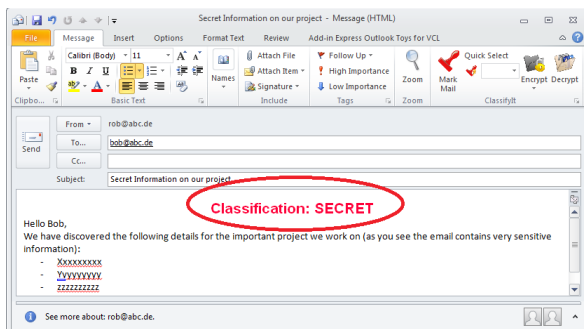 Secret Information on our project - Message (HTML)
File Message Insert Options Format Text Review Add-in Express Outlook Toys for VCL
Calibri (Body) 11 Attach File Follow Up Quick Select
Paste B I U Names Attach Item High Importance Zoom Mark Mail Encrypt Decrypt
Signature Low Importance
Clipbo... Basic Text Include Tags Zoom ClassifyIt
From rob@abc.de
Send To... bob@abc.de
Cc...
Subject: Secret Information on our project
Classification: SECRET
Hello Bob,
We have discovered the following details for the important project we work on (as you see the email contains very sensitive
information):
- Xxxxxxxxx
- Yyyyyyyyy
- zzzzzzzzzz
See more about: rob@abc.de.